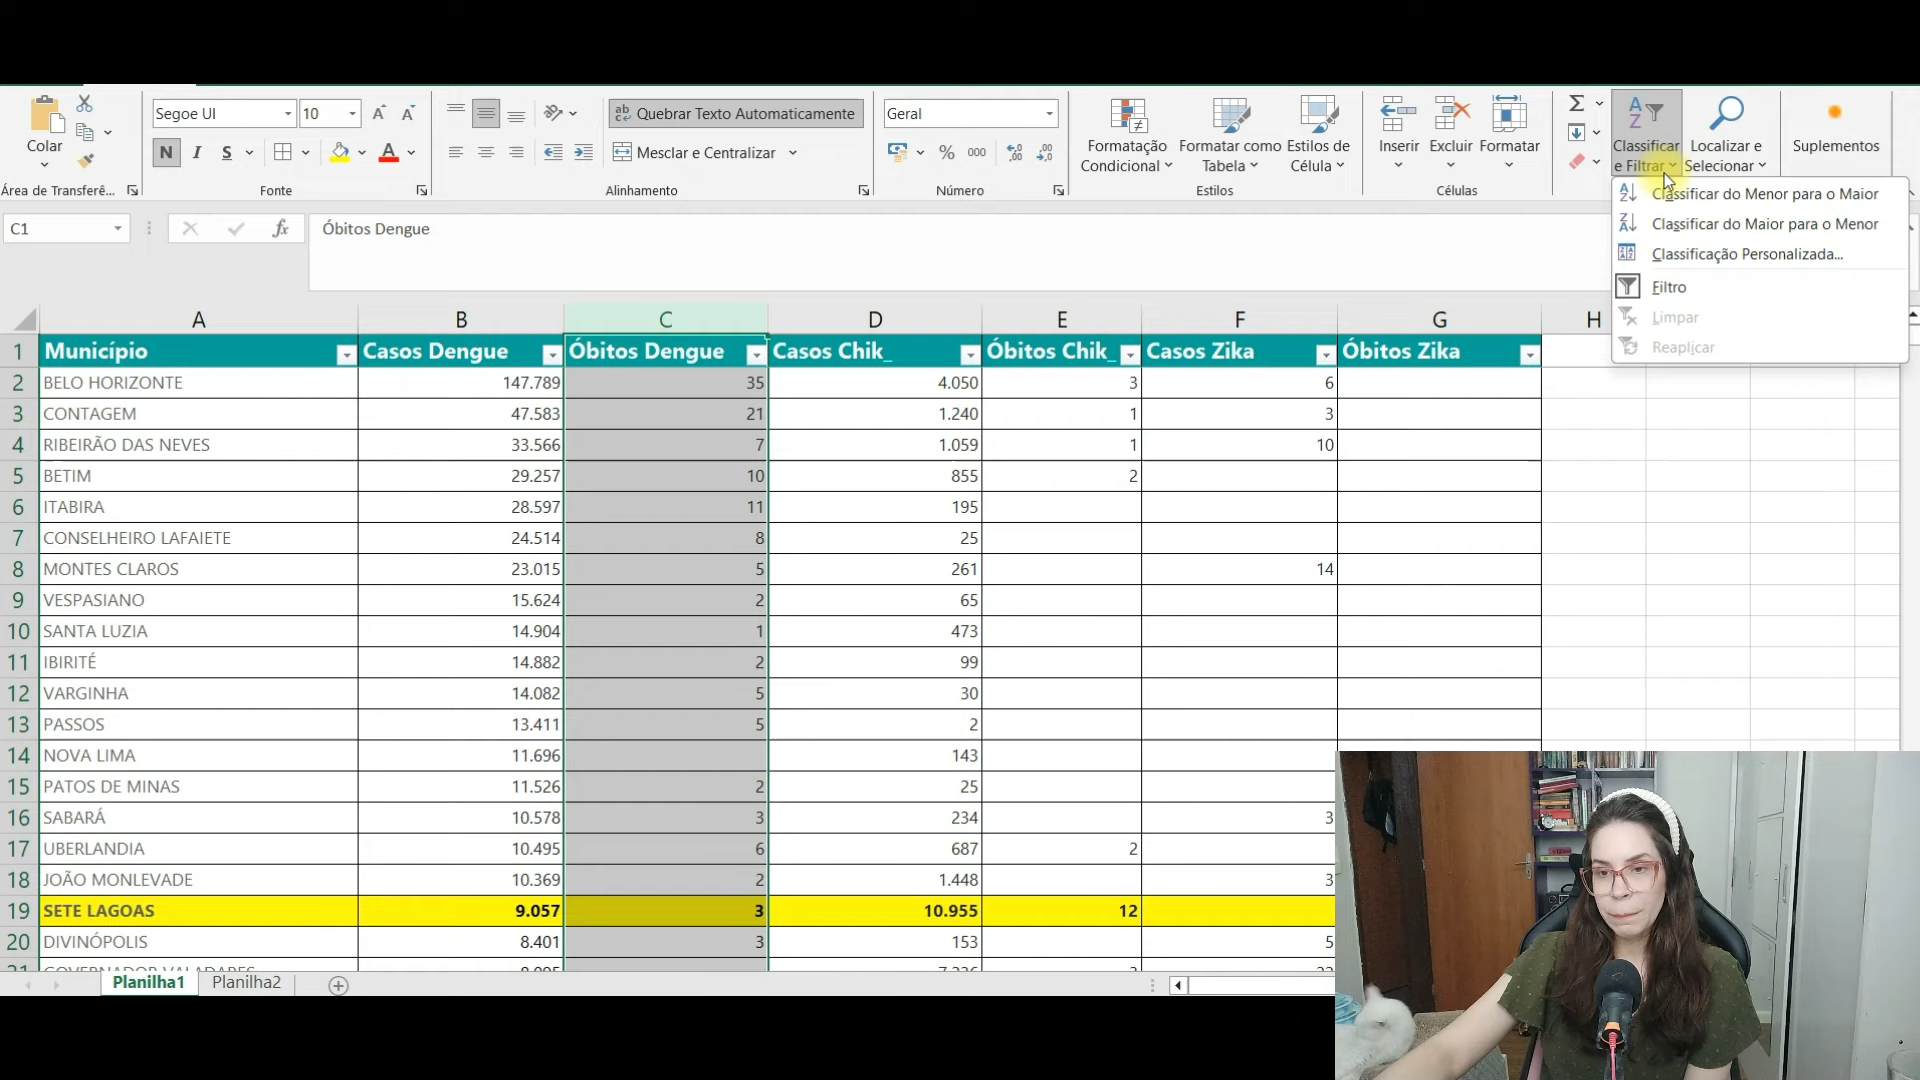 Colar
Área de Transferê...
Segoe UI
10
N I S
Fonte
Quebrar Texto Automaticamente
Mesclar e Centralizar
Alinhamento
Geral
% 000
Número
Formatação
Condicional
Formatar como
Tabela
Estilos de
Célula
Estilos
Inserir
Excluir
Formatar
Células
Classificar
e Filtrar
Localizar e
Selecionar
Suplementos
Classificar do Menor para o Maior
Classificar do Maior para o Menor
Classificação Personalizada...
Filtro
Limpar
Reaplicar
C1
fx
Óbitos Dengue
A B C D E F G H
1 Município Casos Dengue Óbitos Dengue Casos Chik_ Óbitos Chik_ Casos Zika Óbitos Zika
2 BELO HORIZONTE 147.789 35 4.050 3 6
3 CONTAGEM 47.583 21 1.240 1 3
4 RIBEIRÃO DAS NEVES 33.566 7 1.059 1 10
5 BETIM 29.257 10 855 2
6 ITABIRA 28.597 11 195
7 CONSELHEIRO LAFAIETE 24.514 8 25
8 MONTES CLAROS 23.015 5 261 14
9 VESPASIANO 15.624 2 65
10 SANTA LUZIA 14.904 1 473
11 IBIRITÉ 14.882 2 99
12 VARGINHA 14.082 5 30
13 PASSOS 13.411 5 2
14 NOVA LIMA 11.696 143
15 PATOS DE MINAS 11.526 2 25
16 SABARÁ 10.578 3 234 3
17 UBERLANDIA 10.495 6 687 2
18 JOÃO MONLEVADE 10.369 2 1.448 3
19 SETE LAGOAS 9.057 3 10.955 12
20 DIVINÓPOLIS 8.401 3 153 5
Planilha1
Planilha2